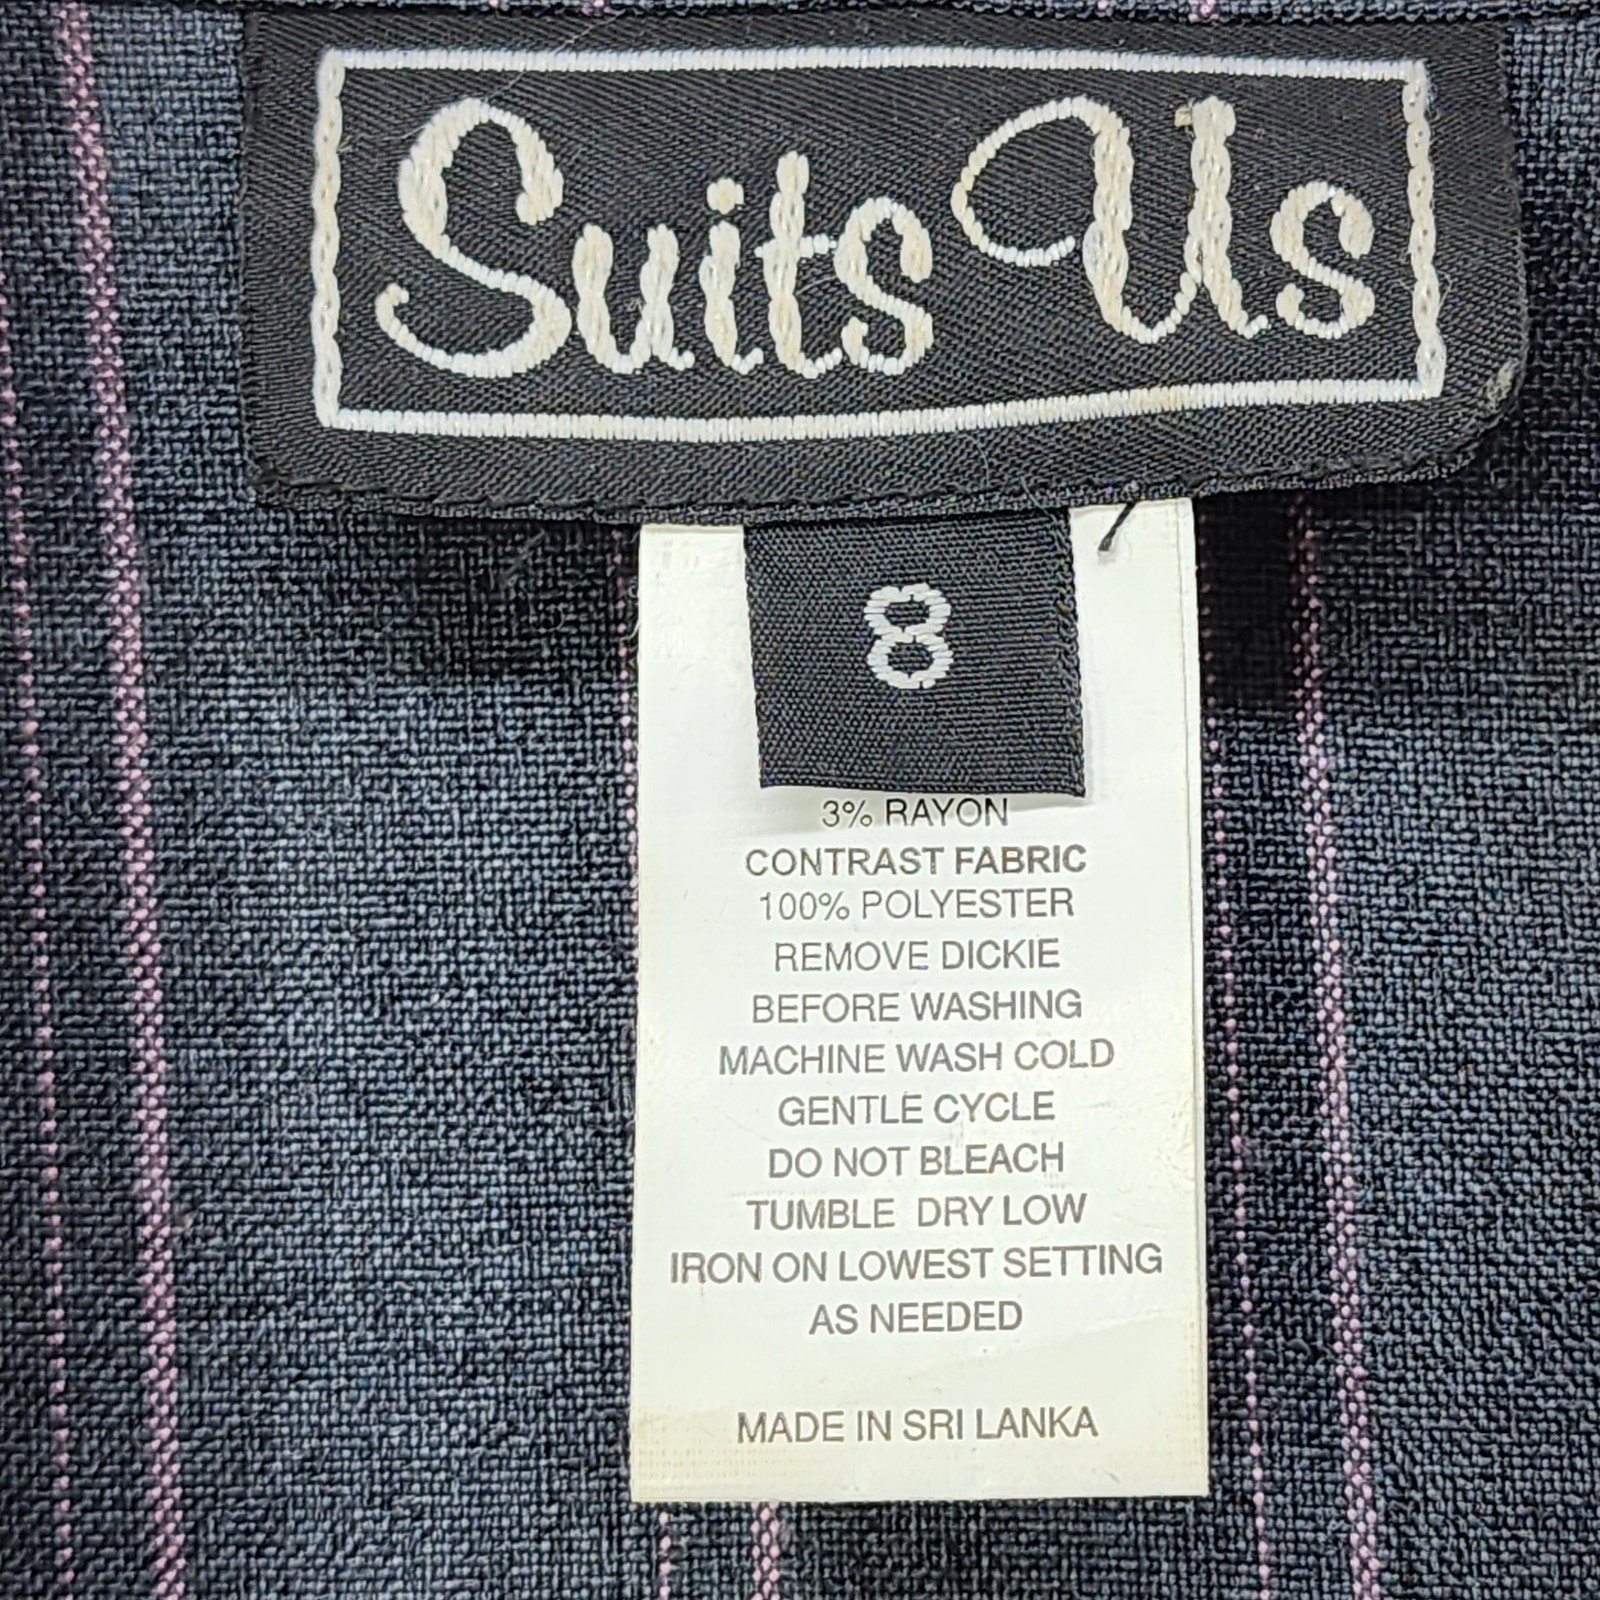 Suits Us
8
3% RAYON
CONTRAST FABRIC
100% POLYESTER
REMOVE DICKIE
BEFORE WASHING
MACHINE WASH COLD
GENTLE CYCLE
DO NOT BLEACH
TUMBLE DRY LOW
IRON ON LOWEST SETTING
AS NEEDED
MADE IN SRI LANKA